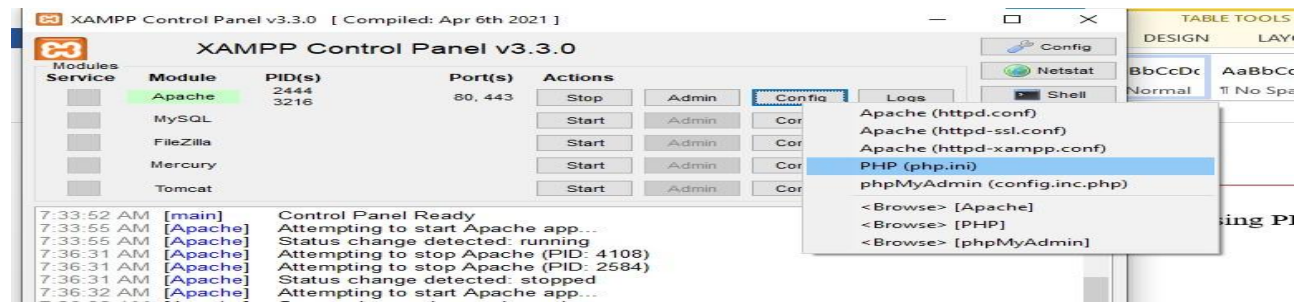 XAMPP Control Panel v3.3.0 [ Compiled: Apr 6th 2021 ]
TABLE TOOLS
DESIGN
XAMPP Control Panel v3.3.0
Config
Modules
Service Module PID(s) Port(s) Actions
Netstat
Apache 2444 3216 80, 443 Stop Admin Config Logs
Shell
Normal ¶ No Spa
MySQL Start Admin
FileZilla Start Admin
Mercury Start Admin
Tomcat Start Admin
Apache (httpd.conf)
Apache (httpd-ssl.conf)
Apache (httpd-xampp.conf)
PHP (php.ini)
phpMyAdmin (config.inc.php)
<Browse> [Apache]
<Browse> [PHP]
<Browse> [phpMyAdmin]
7:33:52 AM [main] Control Panel Ready
7:33:55 AM [Apache] Attempting to start Apache app...
7:33:55 AM [Apache] Status change detected: running
7:36:31 AM [Apache] Attempting to stop Apache (PID: 4108)
7:36:31 AM [Apache] Attempting to stop Apache (PID: 2584)
7:36:31 AM [Apache] Status change detected: stopped
7:36:32 AM [Apache] Attempting to start Apache app...